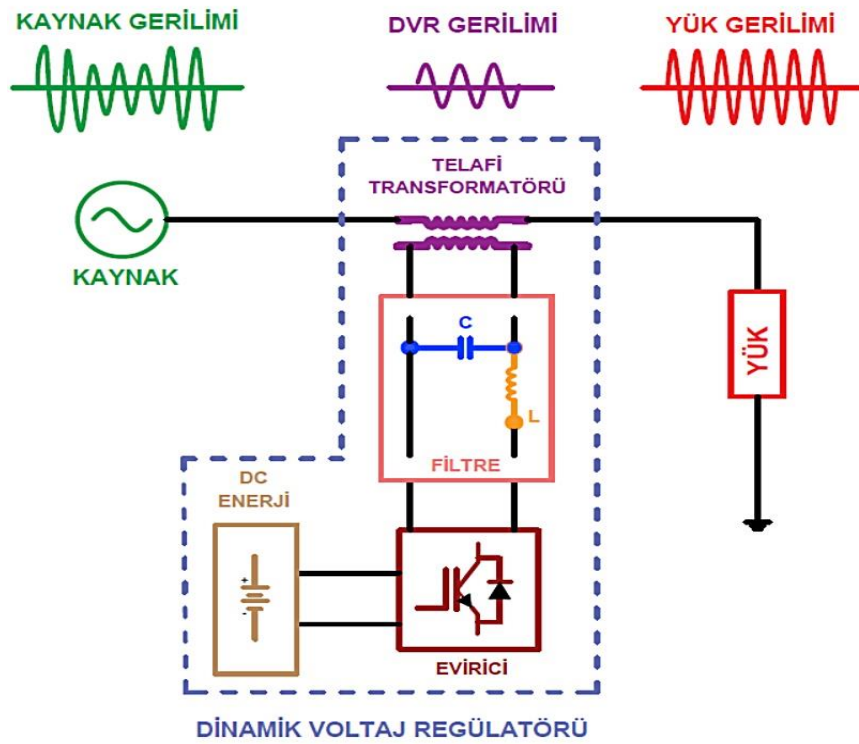 KAYNAK GERİLİMİ
DVR GERİLİMİ
YÜK GERİLİMİ
TELAFİ
TRANSFORMATÖRÜ
KAYNAK
C
L
YÜK
FİLTRE
DC
ENERJİ
+
-
EVİRİCİ
DİNAMİK VOLTAJ REGÜLATÖRÜ